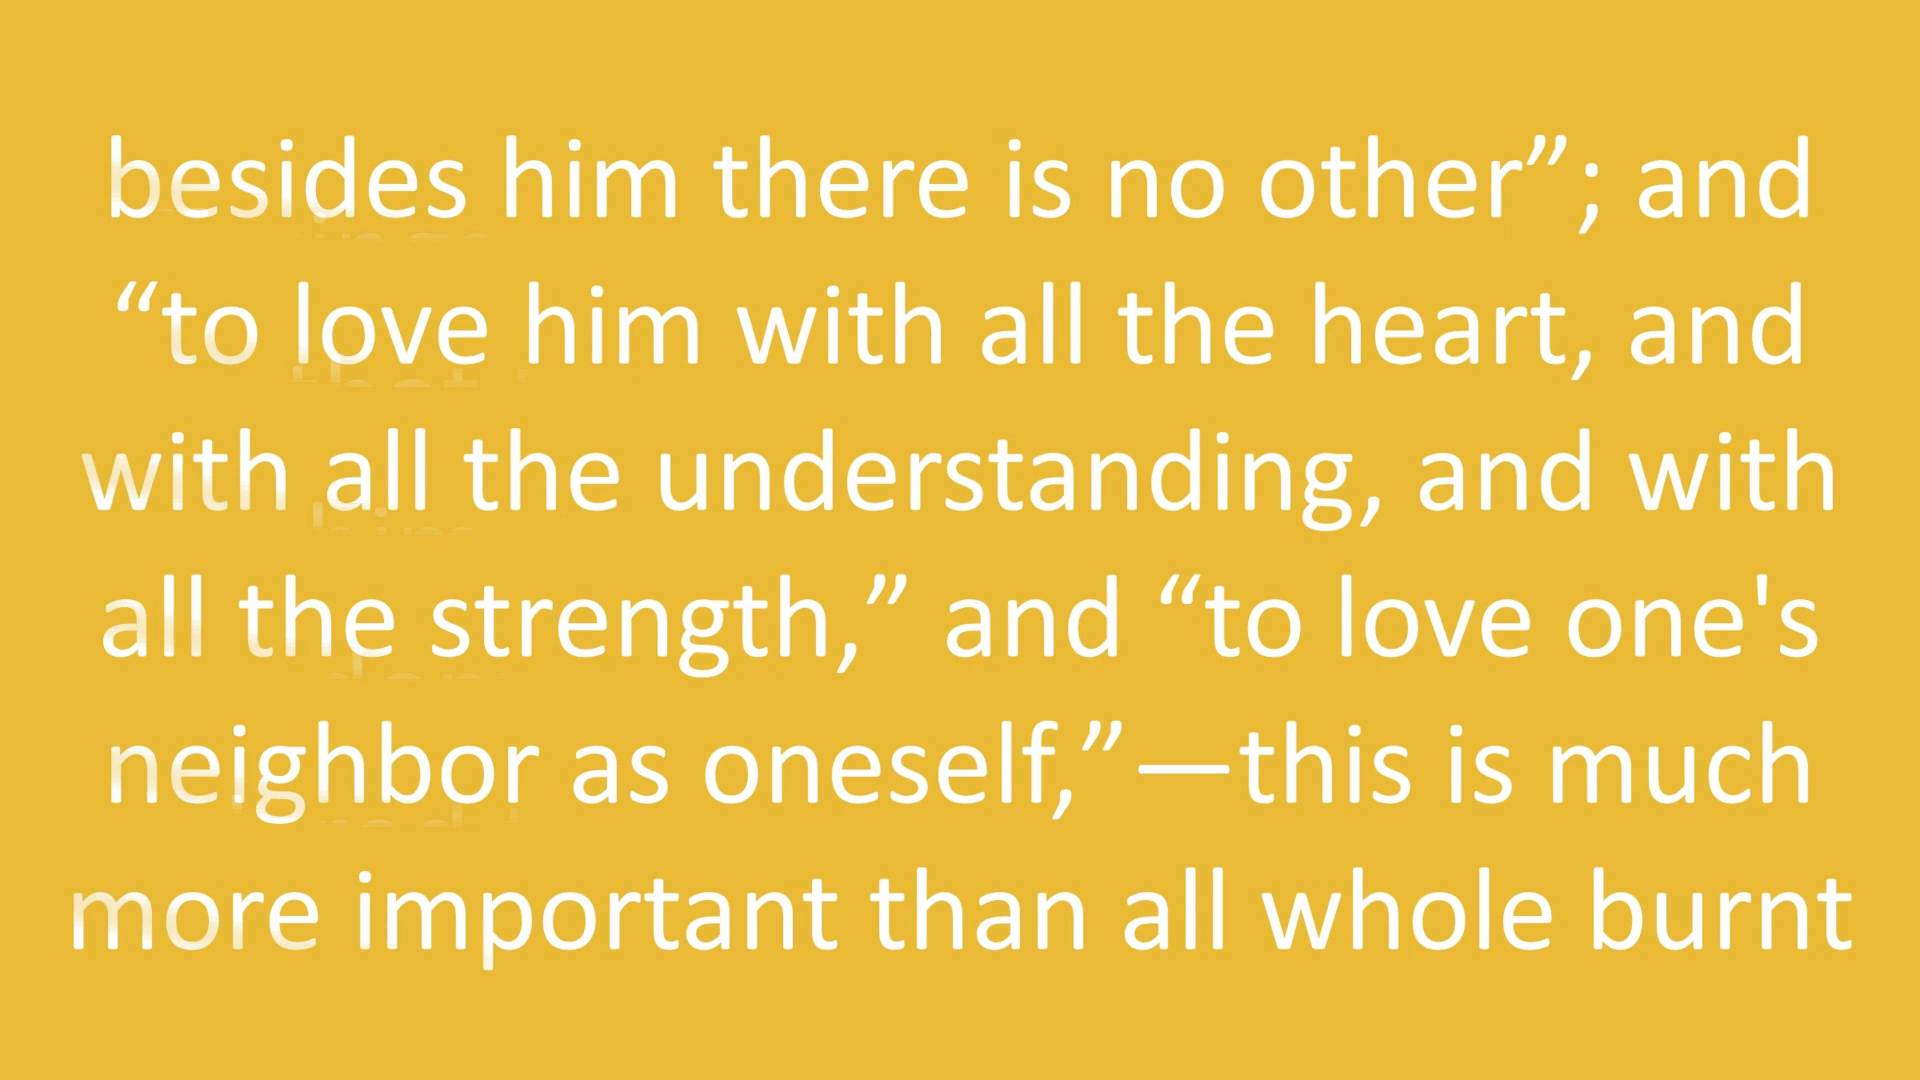 besides him there is no other”; and
“to love him with all the heart, and
with all the understanding, and with
all the strength,” and “to love one's
neighbor as oneself,”—this is much
more important than all whole burnt